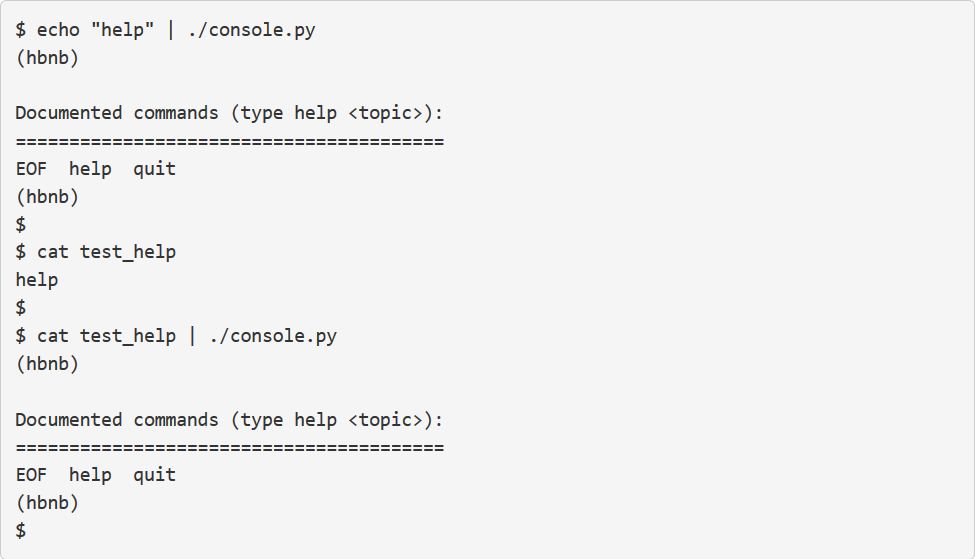 $ echo "help" | ./console.py
(hbnb)
Documented commands (type help <topic>):
========================================
EOF  help  quit
(hbnb)
$
$ cat test_help
help
$
$ cat test_help | ./console.py
(hbnb)
Documented commands (type help <topic>):
========================================
EOF  help  quit
(hbnb)
$